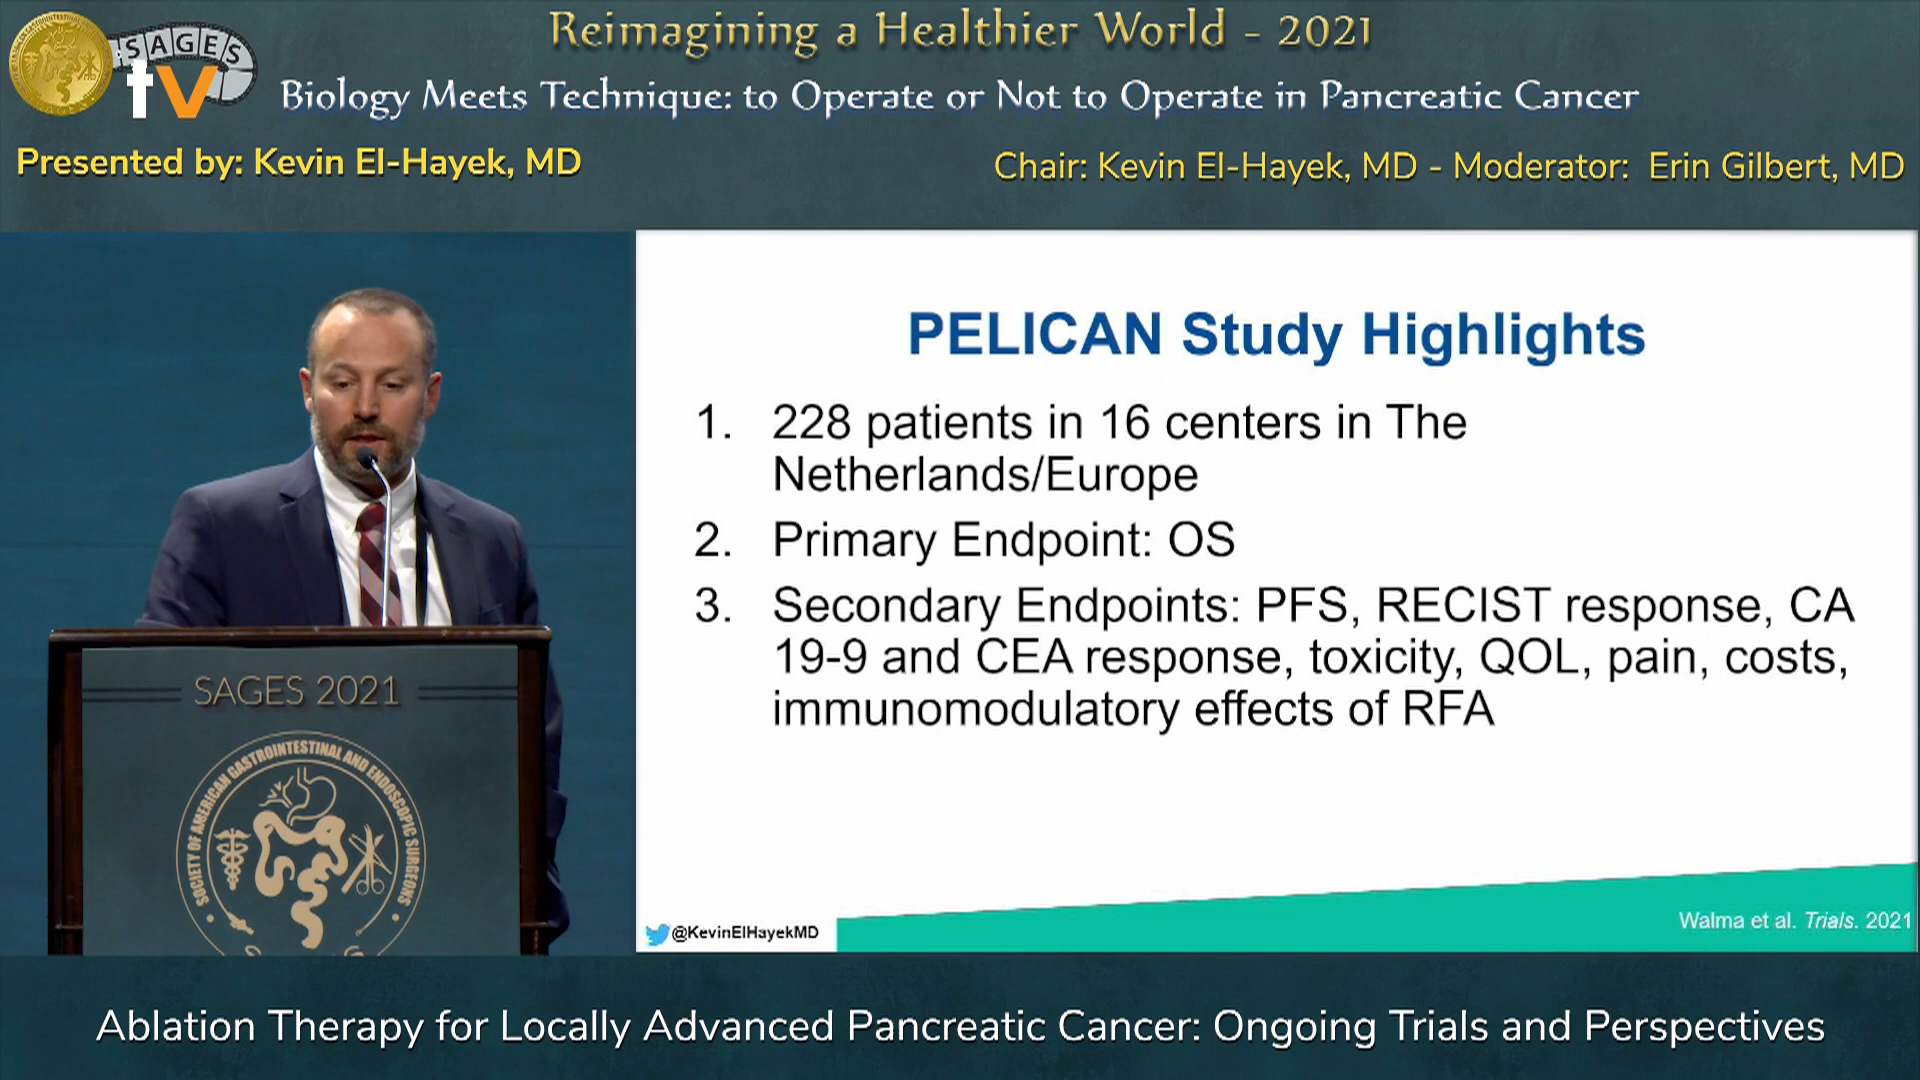 Reimagining a Healthier World - 2021
SAGES
tv
Biology Meets Technique: to Operate or Not to Operate in Pancreatic Cancer
Presented by: Kevin El-Hayek, MD
Chair: Kevin El-Hayek, MD - Moderator: Erin Gilbert, MD
PELICAN Study Highlights
1. 228 patients in 16 centers in The
Netherlands/Europe
2. Primary Endpoint: OS
3. Secondary Endpoints: PFS, RECIST response, CA
19-9 and CEA response, toxicity, QOL, pain, costs,
immunomodulatory effects of RFA
@KevinElHayekMD
Walma et al. Trials. 2021
SAGES 2021
SOCIETY OF AMERICAN GASTROINTESTINAL AND ENDOSCOPIC SURGEONS
Ablation Therapy for Locally Advanced Pancreatic Cancer: Ongoing Trials and Perspectives